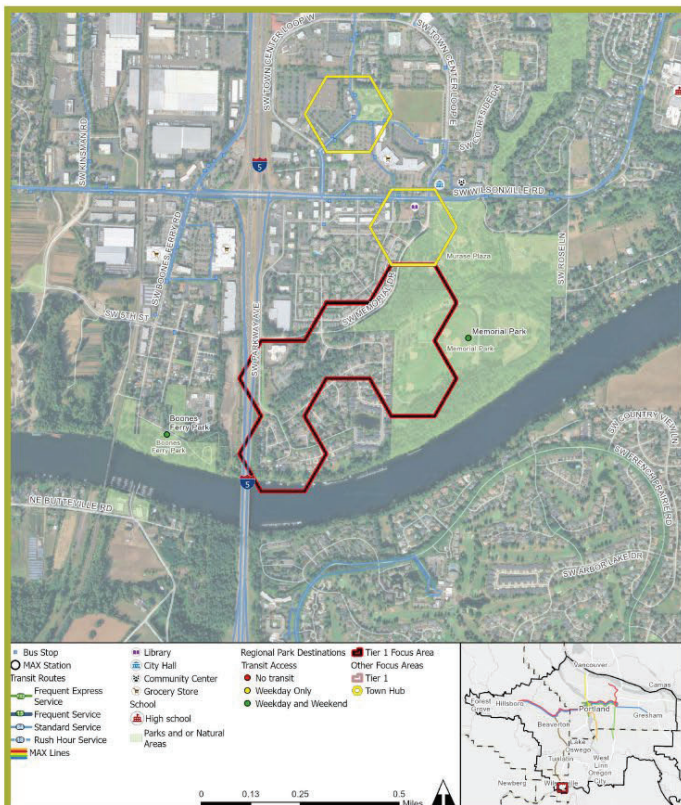 SW TOWN CENTER LOOP W
SW TOWN CENTER LOOP E
SW COURTSIDE DR
SW KINSMAN RD
5
SW WILSONVILLE RD
SW BOONES FERRY RD
SW ROSE LN
Murase Plaza
SW MEMORIAL DR
SW 5TH ST
SW PARKWAY AVE
Memorial Park
Memorial Park
Boones
Ferry Park
Boones
Ferry Park
SW COUNTRY VIEW LN
SW FRENCH PRAIRIE RD
5
NE BUTTEVILLE RD
SW ARBOR LAKE DR
Bus Stop
MAX Station
Transit Routes
Frequent Express
Service
Frequent Service
Standard Service
Rush Hour Service
MAX Lines
Library
City Hall
Community Center
Grocery Store
School
High school
Parks and or Natural
Areas
Regional Park Destinations
Transit Access
No transit
Weekday Only
Weekday and Weekend
Tier 1 Focus Area
Other Focus Areas
Tier 1
Town Hub
0
0.13
0.25
0.5
Miles
Vancouver
Camas
Forest
Grove
Hillsboro
Portland
Gresham
Beaverton
Lake
Oswego
Tualatin
West
Linn
Oregon
City
Newberg